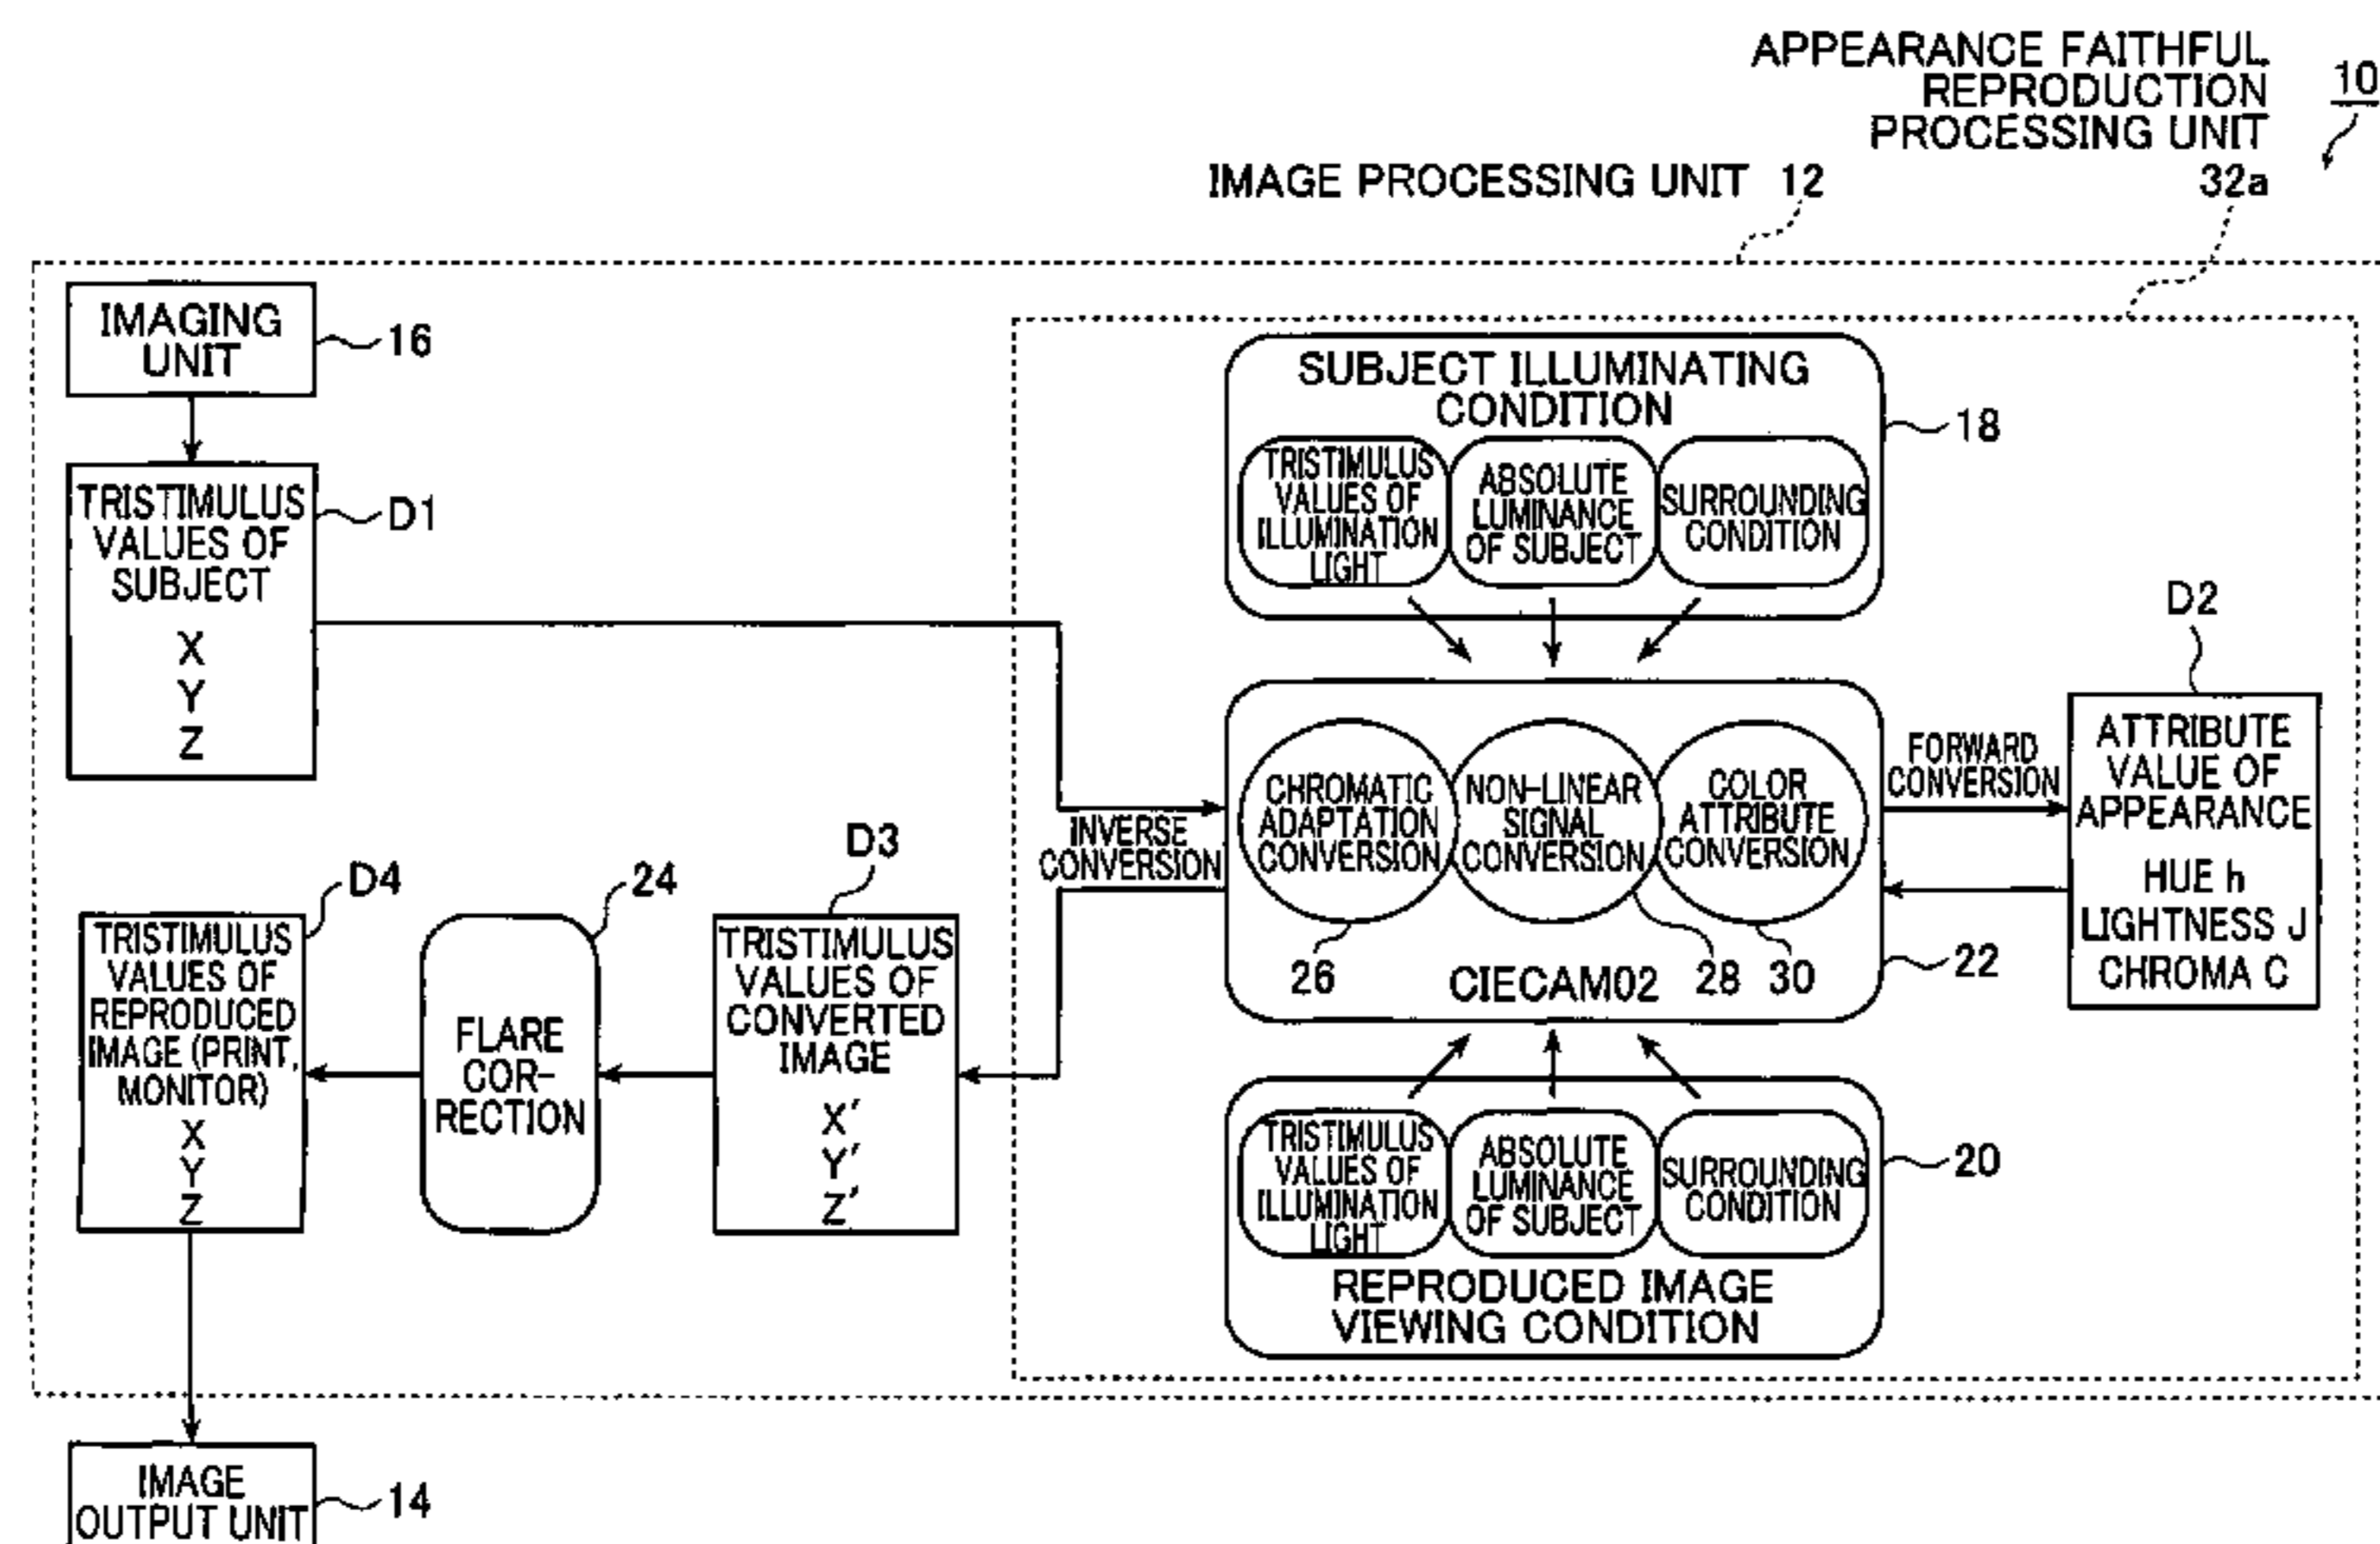 APPEARANCE FAITHFUL
REPRODUCTION
PROCESSING UNIT
32a
10
IMAGE PROCESSING UNIT 12
IMAGING
UNIT
16
TRISTIMULUS
VALUES OF
SUBJECT
X
Y
Z
D1
SUBJECT ILLUMINATING
CONDITION
18
TRISTIMULUS
VALUES OF
ILLUMINATION
LIGHT
ABSOLUTE
LUMINANCE
OF SUBJECT
SURROUNDING
CONDITION
CHROMATIC
ADAPTATION
CONVERSION
NON-LINEAR
SIGNAL
CONVERSION
COLOR
ATTRIBUTE
CONVERSION
26
28
30
CIECAM02
22
FORWARD
CONVERSION
INVERSE
CONVERSION
D2
ATTRIBUTE
VALUE OF
APPEARANCE
HUE h
LIGHTNESS J
CHROMA C
D3
TRISTIMULUS
VALUES OF
CONVERTED
IMAGE
X′
Y′
Z′
24
FLARE
COR-
RECTION
D4
TRISTIMULUS
VALUES OF
REPRODUCED
IMAGE (PRINT,
MONITOR)
X
Y
Z
TRISTIMULUS
VALUES OF
ILLUMINATION
LIGHT
ABSOLUTE
LUMINANCE
OF SUBJECT
SURROUNDING
CONDITION
REPRODUCED IMAGE
VIEWING CONDITION
20
IMAGE
OUTPUT UNIT
14